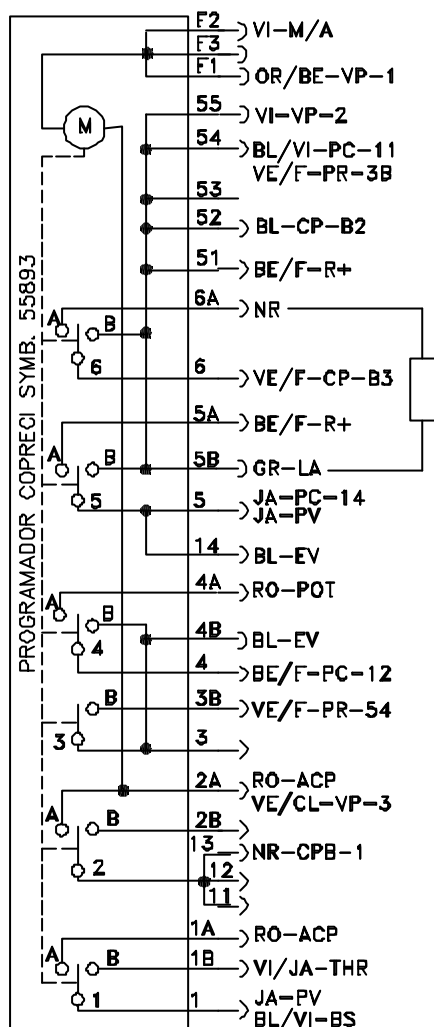 F2 VI-M/A
F3
F1 OR/BE-VP-1
M
55 VI-VP-2
54 BL/VI-PC-11
VE/F-PR-3B
53
52 BL-CP-B2
51 BE/F-R+
PROGRAMADOR COPRECI SYMB. 55893
6A NR
A B
6 6 VE/F-CP-B3
5A BE/F-R+
A B 5B GR-LA
5 5 JA-PC-14
JA-PV
14 BL-EV
4A RO-POT
A B
4B BL-EV
4 4 BE/F-PC-12
B 3B VE/F-PR-54
3 3
2A RO-ACP
VE/CL-VP-3
A B 2B
13 NR-CPB-1
2 12
11
1A RO-ACP
A B 1B VI/JA-THR
1 1 JA-PV
BL/VI-BS